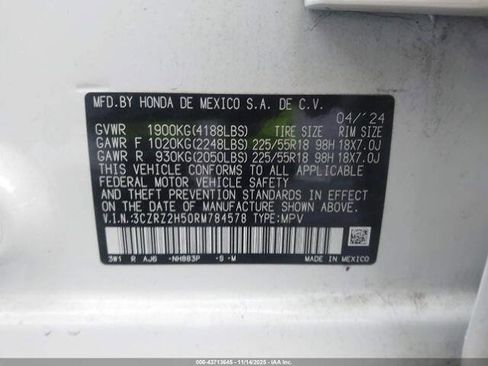 MFD.BY HONDA DE MEXICO S.A. DE C.V.
04/'24
GVWR 1900KG(4188LBS) TIRE SIZE RIM SIZE
GAWR F 1020KG(2248LBS) 225/55R18 98H 18X7.0J
GAWR R 930KG(2050LBS) 225/55R18 98H 18X7.0J
THIS VEHICLE CONFORMS TO ALL APPLICABLE
FEDERAL MOTOR VEHICLE SAFETY
AND THEFT PREVENTION STANDARDS IN EFFECT
ON THE DATE OF MANUFACTURE SHOWN ABOVE.
V.I.N.:3CZRZ2H50RM784578 TYPE:MPV
3W1 R AJ6 -NH883P -G -M
MADE IN MEXICO
000-43713645 - 11/14/2025 - IAA Inc.